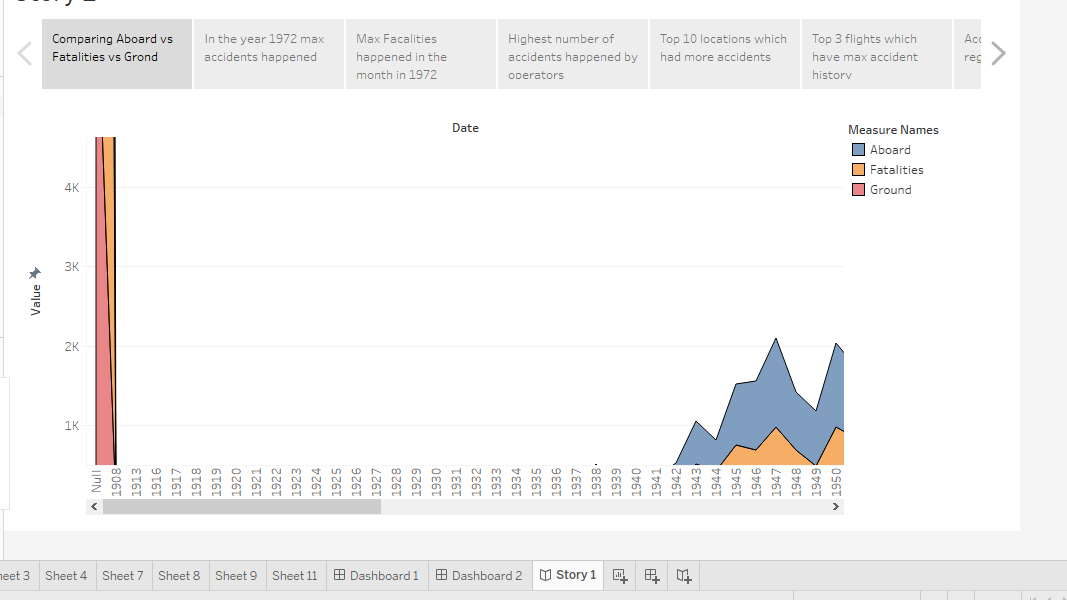 Story 1
Comparing Aboard vs
Fatalities vs Grond
In the year 1972 max
accidents happened
Max Facalities
happened in the
month in 1972
Highest number of
accidents happened by
operators
Top 10 locations which
had more accidents
Top 3 flights which
have max accident
history
Date
Measure Names
Aboard
Fatalities
Ground
Value
4K
3K
2K
1K
Null
1908
1913
1916
1917
1918
1919
1920
1921
1922
1923
1924
1925
1926
1927
1928
1929
1930
1931
1932
1933
1934
1935
1936
1937
1938
1939
1940
1941
1942
1943
1944
1945
1946
1947
1948
1949
1950
eet 3
Sheet 4
Sheet 7
Sheet 8
Sheet 9
Sheet 11
Dashboard 1
Dashboard 2
Story 1